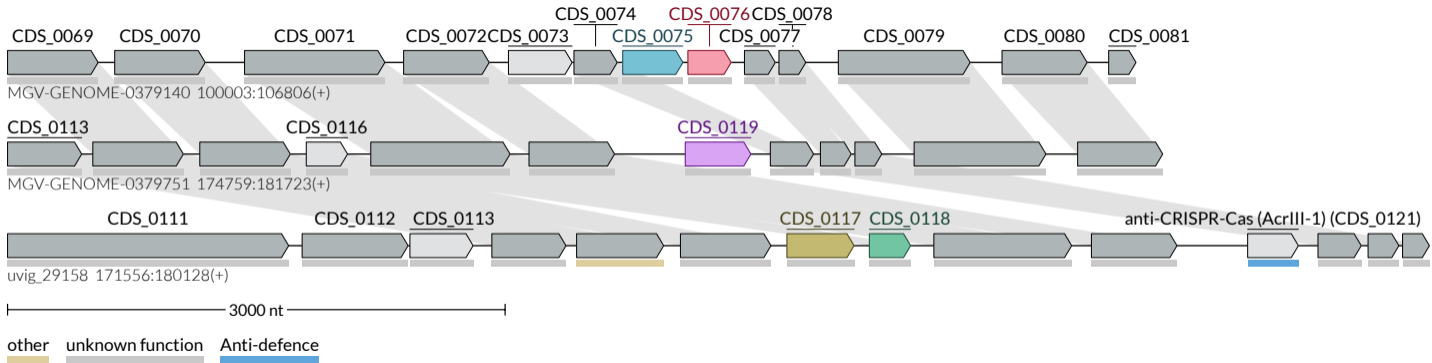 CDS_0074 CDS_0076 CDS_0078
CDS_0069 CDS_0070 CDS_0071 CDS_0072 CDS_0073 CDS_0075 CDS_0077 CDS_0079 CDS_0080 CDS_0081
MGV-GENOME-0379140 100003:106806(+)
CDS_0113 CDS_0116 CDS_0119
MGV-GENOME-0379751 174759:181723(+)
CDS_0111 CDS_0112 CDS_0113 CDS_0117 CDS_0118 anti-CRISPR-Cas (AcrIII-1) (CDS_0121)
uvig_29158 171556:180128(+)
3000 nt
other unknown function Anti-defence